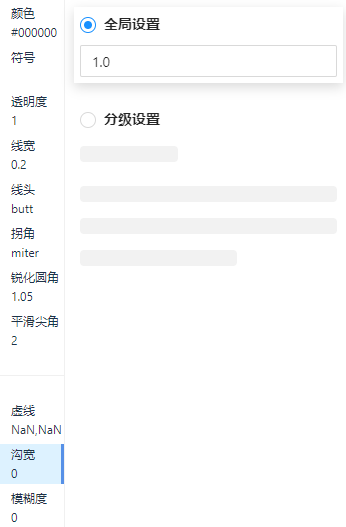 颜色
#000000
符号
透明度
1
线宽
0.2
线头
butt
拐角
miter
锐化圆角
1.05
平滑尖角
2
虚线
NaN,NaN
沟宽
0
模糊度
0
全局设置
1.0
分级设置